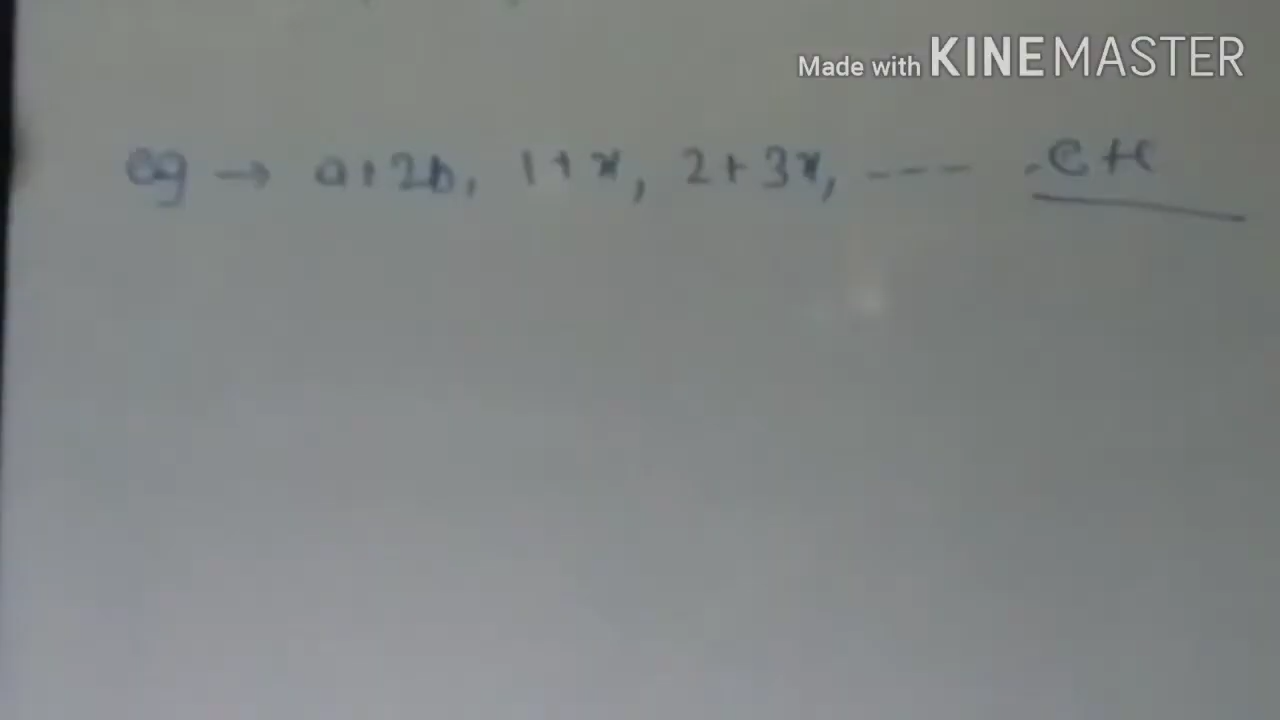 Made with KINEMASTER
eg → a+2b, 1+x, 2+3x, ---- etc